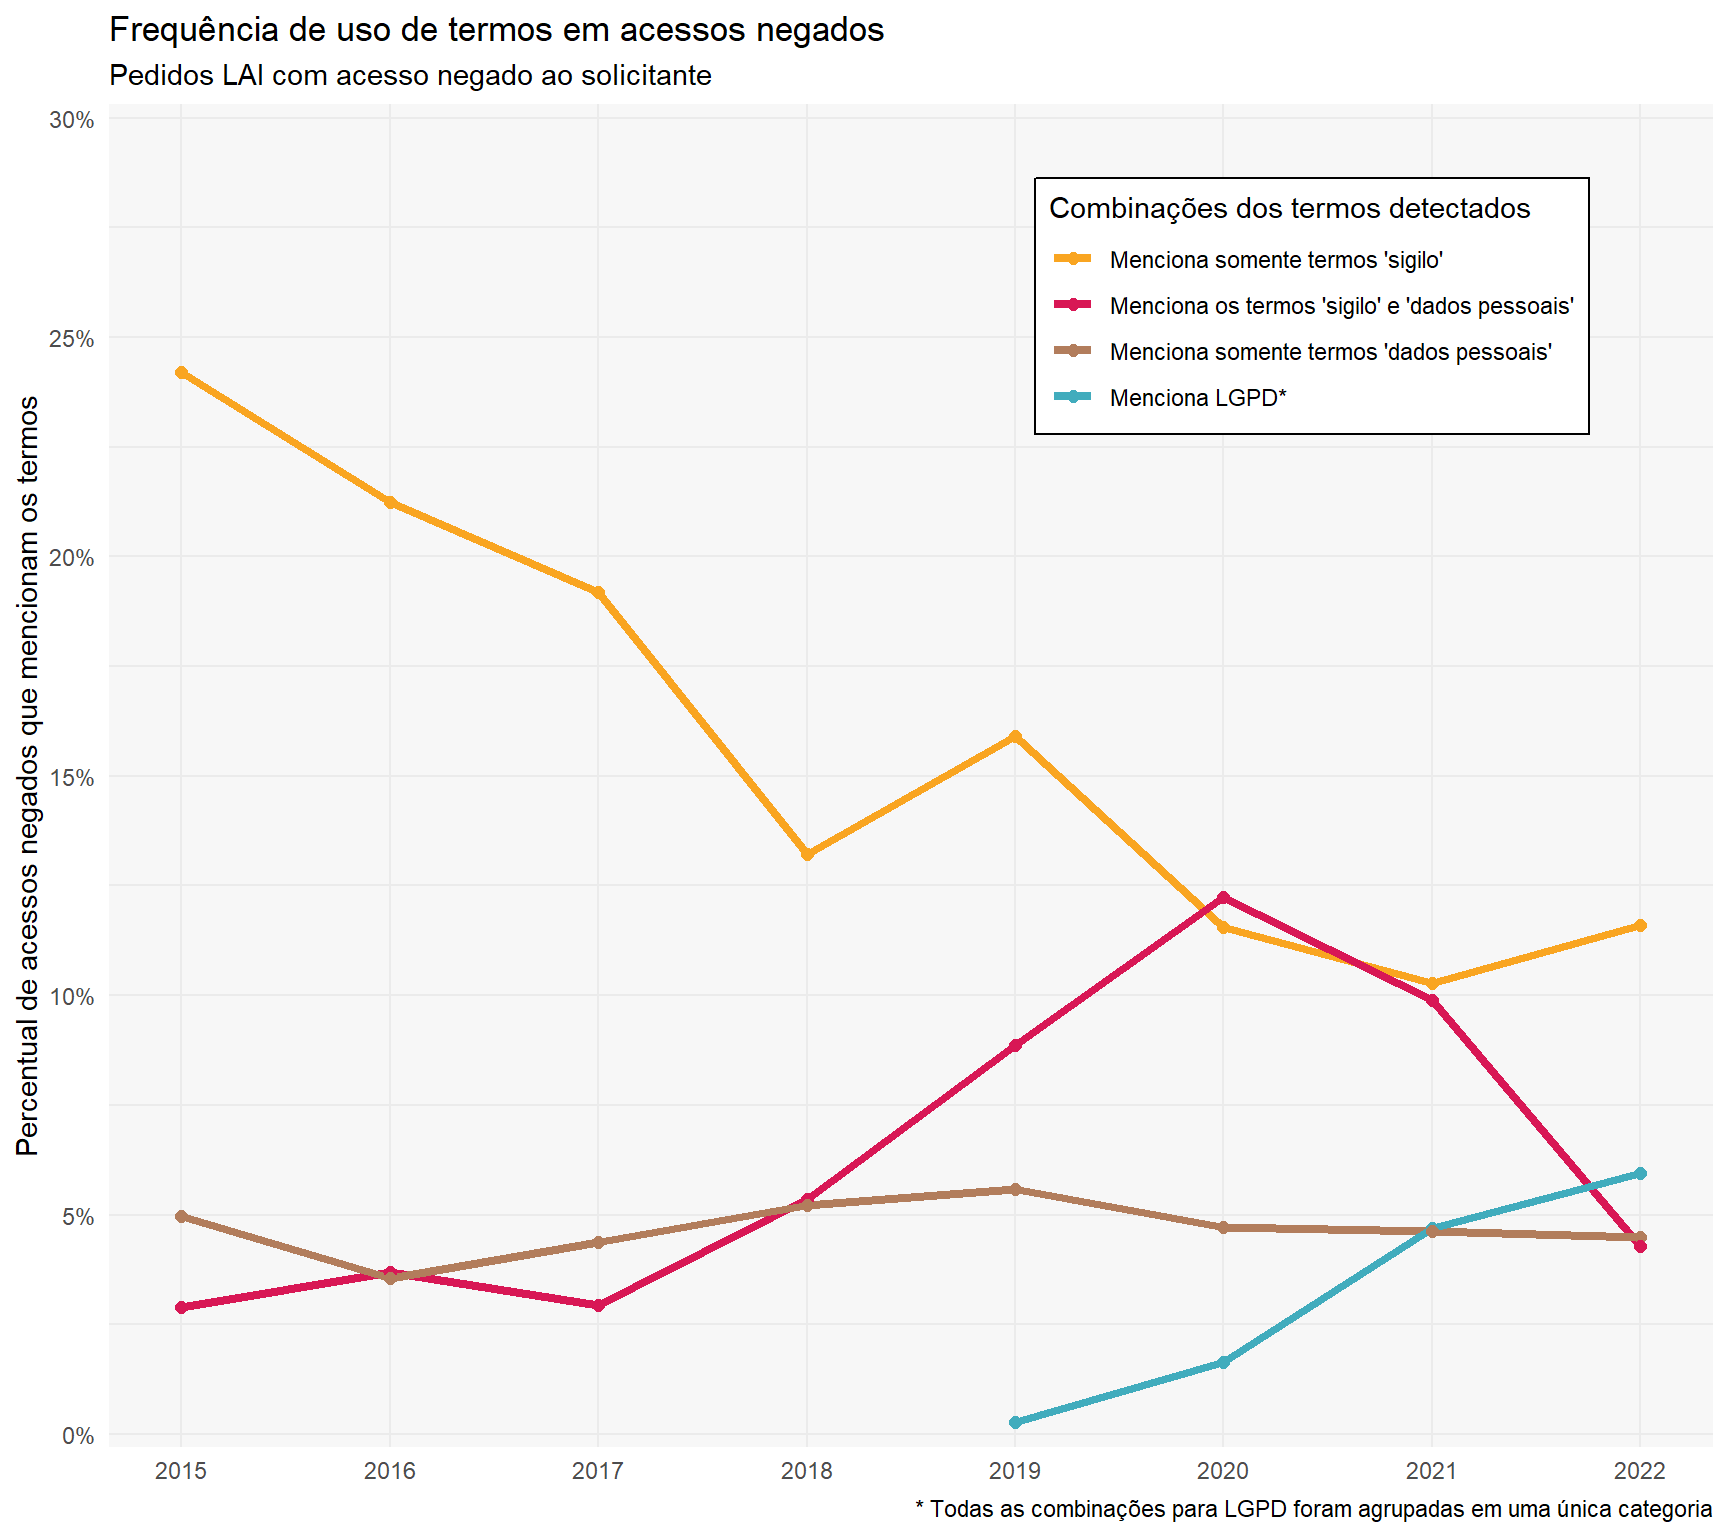 Frequência de uso de termos em acessos negados
Pedidos LAI com acesso negado ao solicitante
Percentual de acessos negados que mencionam os termos
30%
25%
20%
15%
10%
5%
0%
Combinações dos termos detectados
Menciona somente termos 'sigilo'
Menciona os termos 'sigilo' e 'dados pessoais'
Menciona somente termos 'dados pessoais'
Menciona LGPD*
2015 2016 2017 2018 2019 2020 2021 2022
* Todas as combinações para LGPD foram agrupadas em uma única categoria